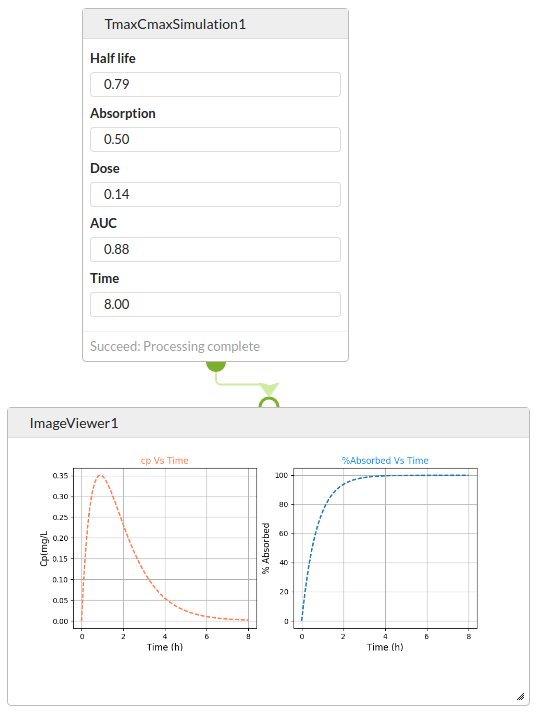 TmaxCmaxSimulation1
Half life
0.79
Absorption
0.50
Dose
0.14
AUC
0.88
Time
8.00
Succeed: Processing complete
ImageViewer1
cp Vs Time
0.35
0.30
0.25
0.20
0.15
0.10
0.05
0.00
Cp(mg/L
0 2 4 6 8
Time (h)
%Absorbed Vs Time
100
80
60
40
20
0
% Absorbed
0 2 4 6 8
Time (h)